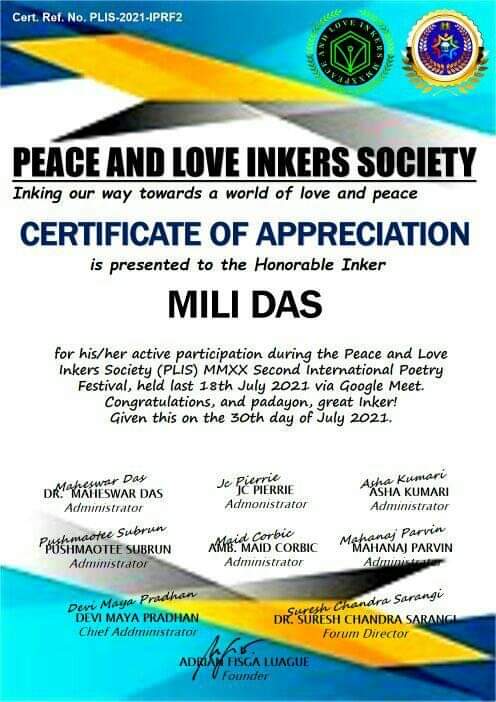 Cert. Ref. No. PLIS-2021-IPRF2
PEACE AND LOVE INKERS
PEACE AND LOVE INKERS SOCIETY
Inking our way towards a world of love and peace
CERTIFICATE OF APPRECIATION
is presented to the Honorable Inker
MILI DAS
for his/her active participation during the Peace and Love
Inkers Society (PLIS) MMXX Second International Poetry
Festival, held last 18th July 2021 via Google Meet.
Congratulations, and padayon, great Inker!
Given this on the 30th day of July 2021.
Maheswar Das
DR. MAHESWAR DAS
Administrator
Jc Pierrie
JC PIERRIE
Admonistrator
Asha Kumari
ASHA KUMARI
Administrator
Pushmaotee Subrun
PUSHMAOTEE SUBRUN
Administrator
Maid Corbic
AMB. MAID CORBIC
Administrator
Mahanaj Parvin
MAHANAJ PARVIN
Administrator
Devi Maya Pradhan
DEVI MAYA PRADHAN
Chief Addministrator
Suresh Chandra Sarangi
DR. SURESH CHANDRA SARANGI
Forum Director
ADRIAN FISGA LUAGUE
Founder